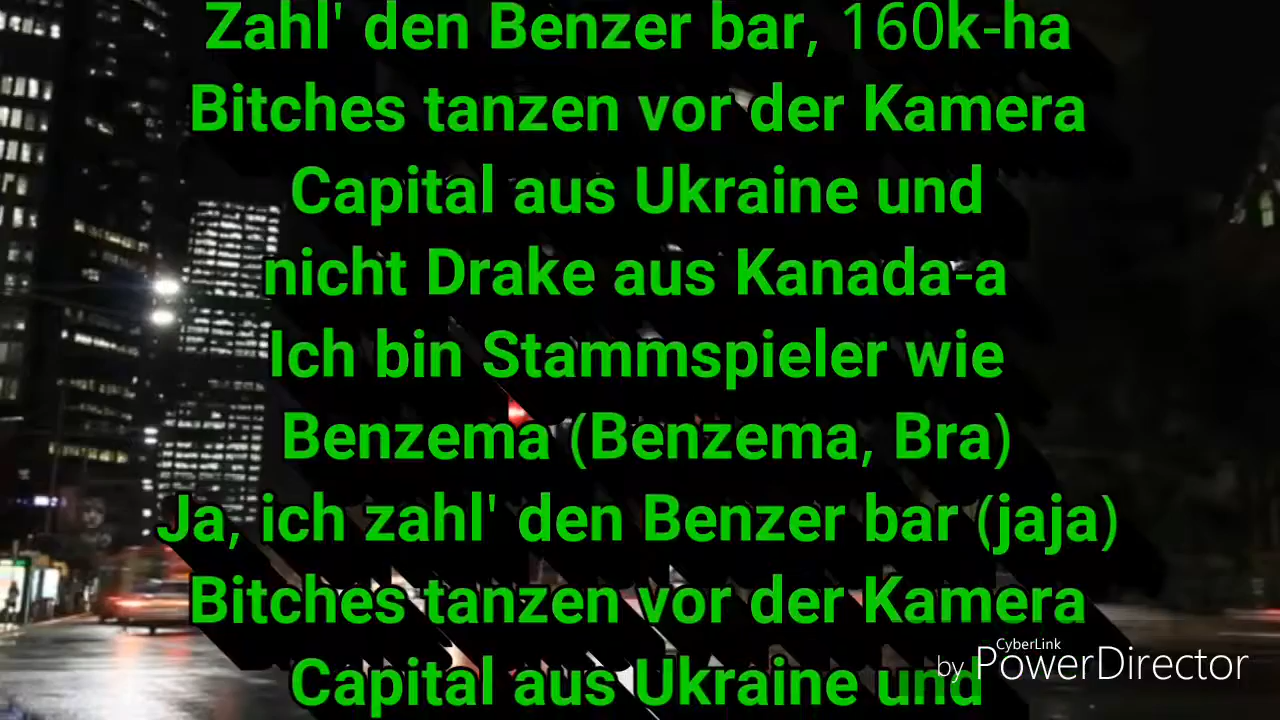 Zahl' den Benzer bar, 160k-ha
Bitches tanzen vor der Kamera
Capital aus Ukraine und
nicht Drake aus Kanada-a
Ich bin Stammspieler wie
Benzema (Benzema, Bra)
Ja, ich zahl' den Benzer bar (jaja)
Bitches tanzen vor der Kamera
Capital aus Ukraine und
CyberLink
by PowerDirector